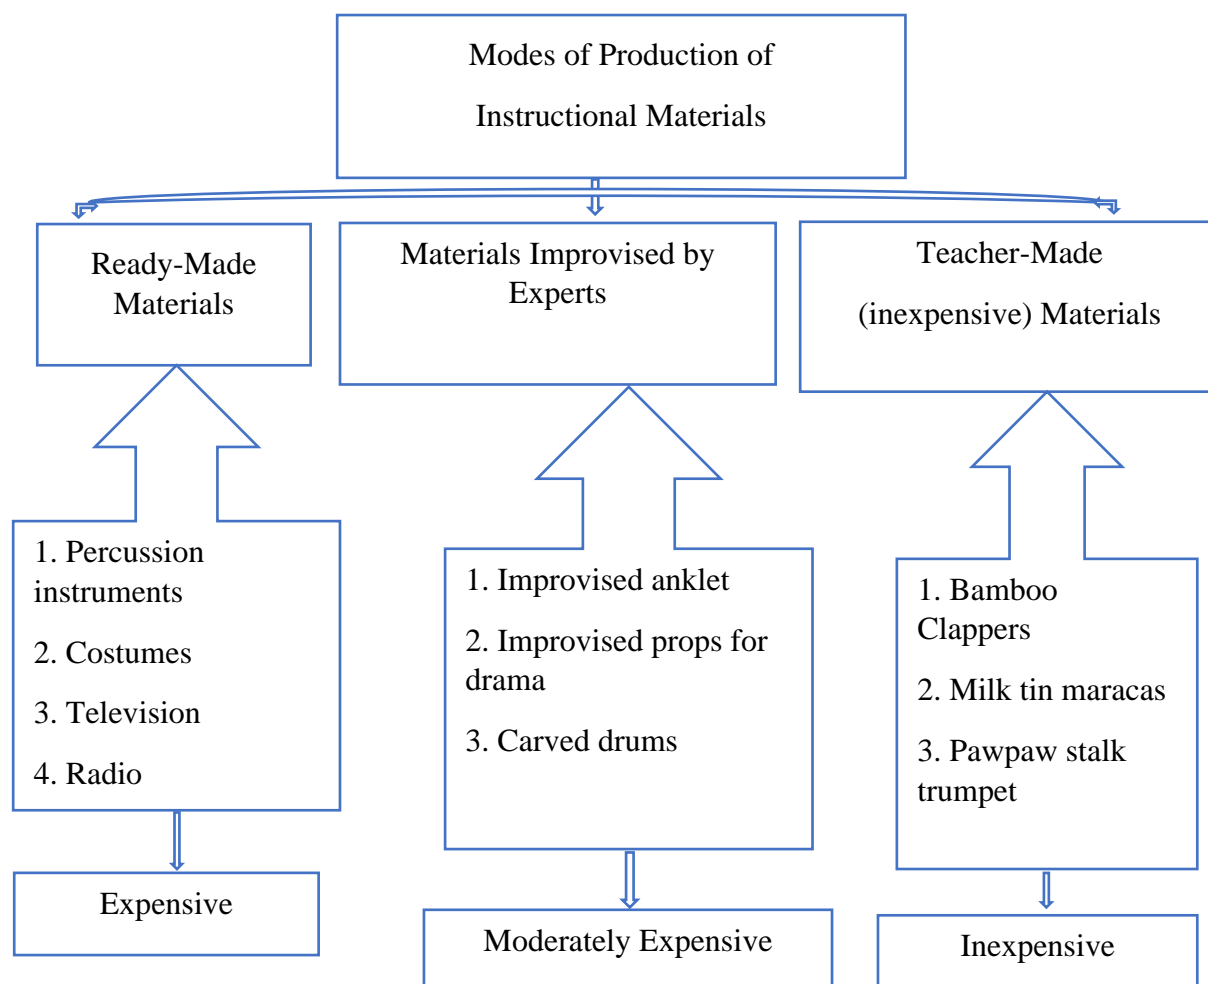 Modes of Production of
Instructional Materials
Ready-Made
Materials
Materials Improvised by
Experts
Teacher-Made
(inexpensive) Materials
1. Percussion
instruments
2. Costumes
3. Television
4. Radio
1. Improvised anklet
2. Improvised props for
drama
3. Carved drums
1. Bamboo
Clappers
2. Milk tin maracas
3. Pawpaw stalk
trumpet
Expensive
Moderately Expensive
Inexpensive